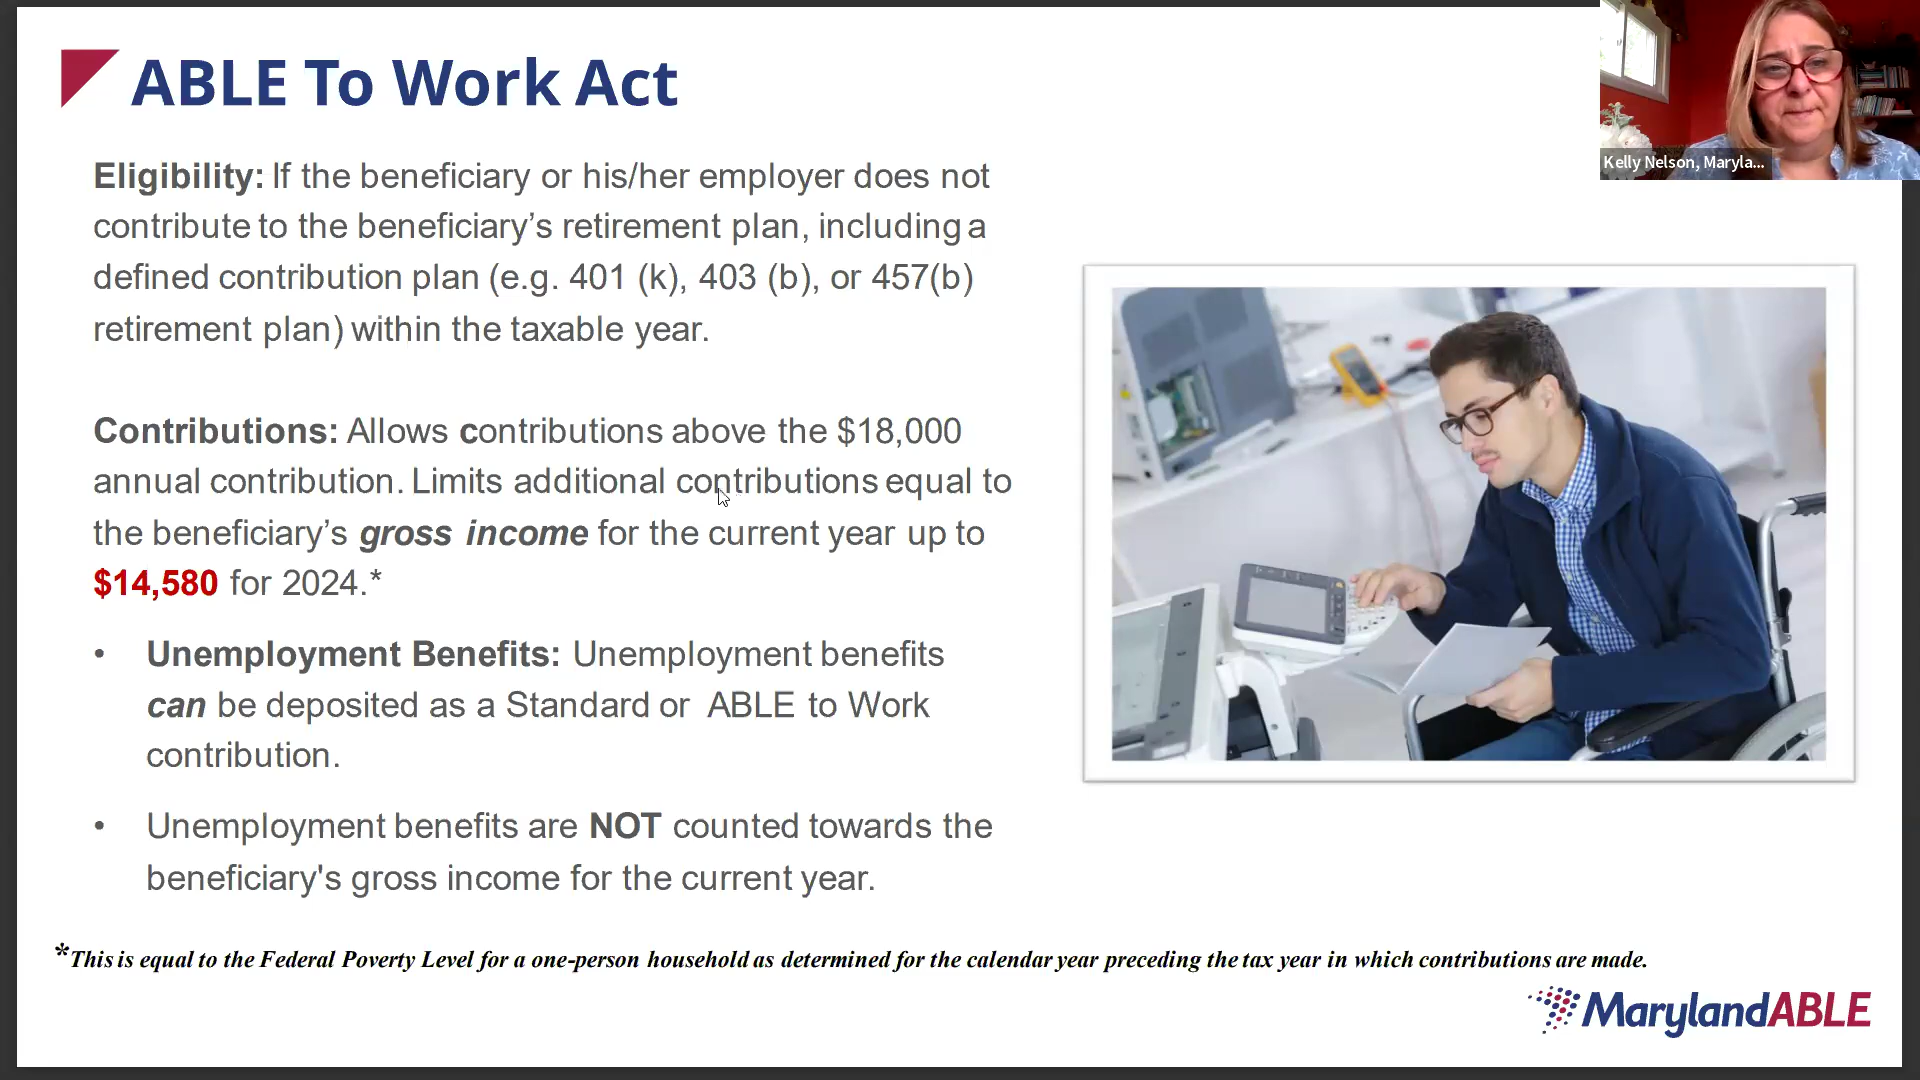 ABLE To Work Act
Kelly Nelson, Maryla...
Eligibility: If the beneficiary or his/her employer does not
contribute to the beneficiary’s retirement plan, including a
defined contribution plan (e.g. 401 (k), 403 (b), or 457(b)
retirement plan) within the taxable year.
Contributions: Allows contributions above the $18,000
annual contribution. Limits additional contributions equal to
the beneficiary’s gross income for the current year up to
$14,580 for 2024.*
• Unemployment Benefits: Unemployment benefits
can be deposited as a Standard or ABLE to Work
contribution.
• Unemployment benefits are NOT counted towards the
beneficiary's gross income for the current year.
*This is equal to the Federal Poverty Level for a one-person household as determined for the calendar year preceding the tax year in which contributions are made.
MarylandABLE